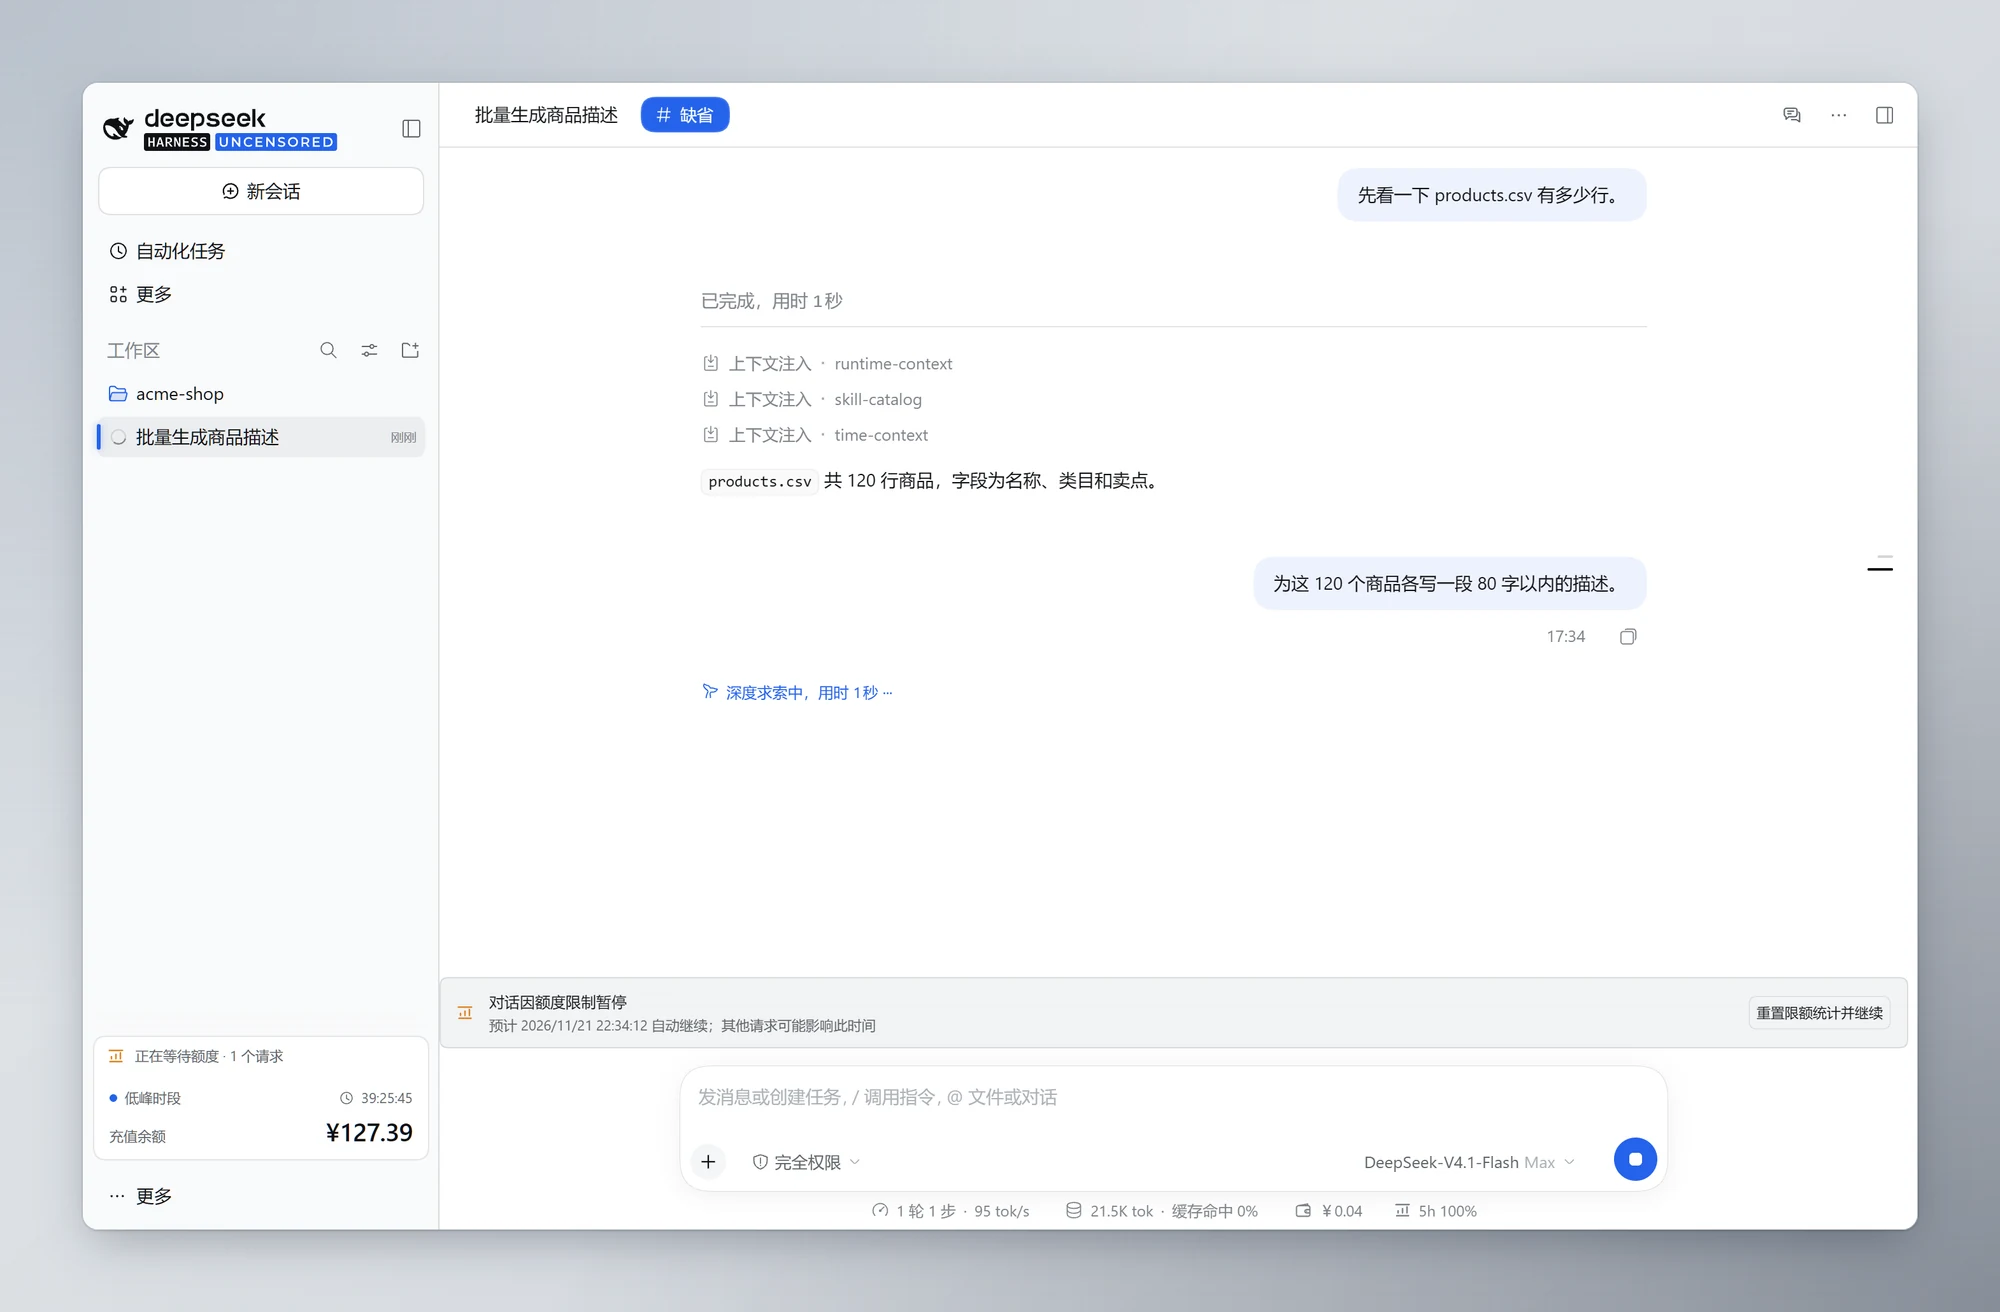 deepseek
HARNESS UNCENSORED
新会话
自动化任务
更多
工作区
acme-shop
批量生成商品描述 刚刚
正在等待额度 · 1 个请求
低峰时段 39:25:45
充值余额 ¥127.39
更多
批量生成商品描述 # 缺省
先看一下 products.csv 有多少行。
已完成，用时 1秒
上下文注入 · runtime-context
上下文注入 · skill-catalog
上下文注入 · time-context
products.csv 共 120 行商品，字段为名称、类目和卖点。
为这 120 个商品各写一段 80 字以内的描述。
17:34
深度求索中，用时 1秒 ···
对话因额度限制暂停
预计 2026/11/21 22:34:12 自动继续；其他请求可能影响此时间
重置限额统计并继续
发消息或创建任务, / 调用指令, @ 文件或对话
完全权限
DeepSeek-V4.1-Flash Max
1 轮 1 步 · 95 tok/s 21.5K tok · 缓存命中 0% ¥0.04 5h 100%